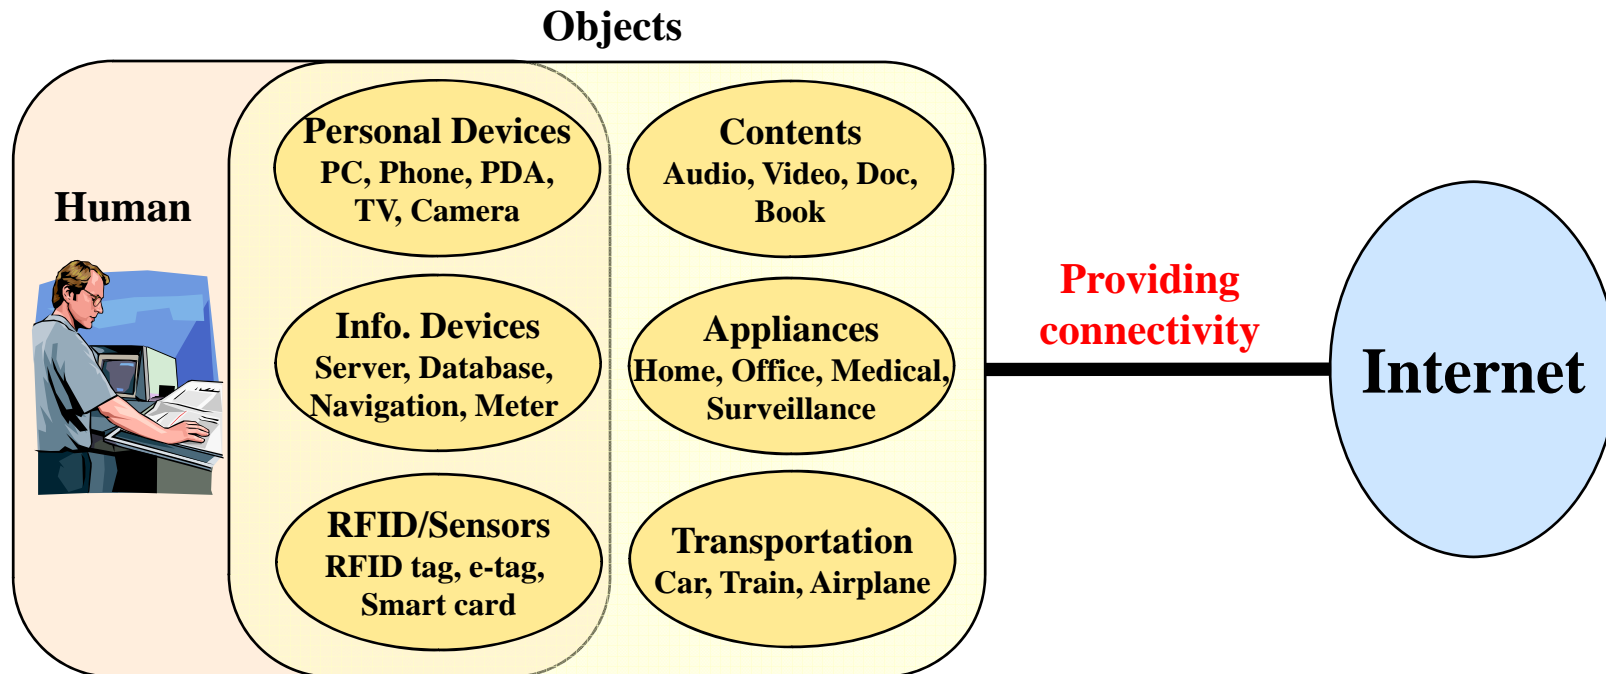 Objects
Human
Personal Devices
PC, Phone, PDA,
TV, Camera
Contents
Audio, Video, Doc,
Book
Info. Devices
Server, Database,
Navigation, Meter
Appliances
Home, Office, Medical,
Surveillance
RFID/Sensors
RFID tag, e-tag,
Smart card
Transportation
Car, Train, Airplane
Providing
connectivity
Internet